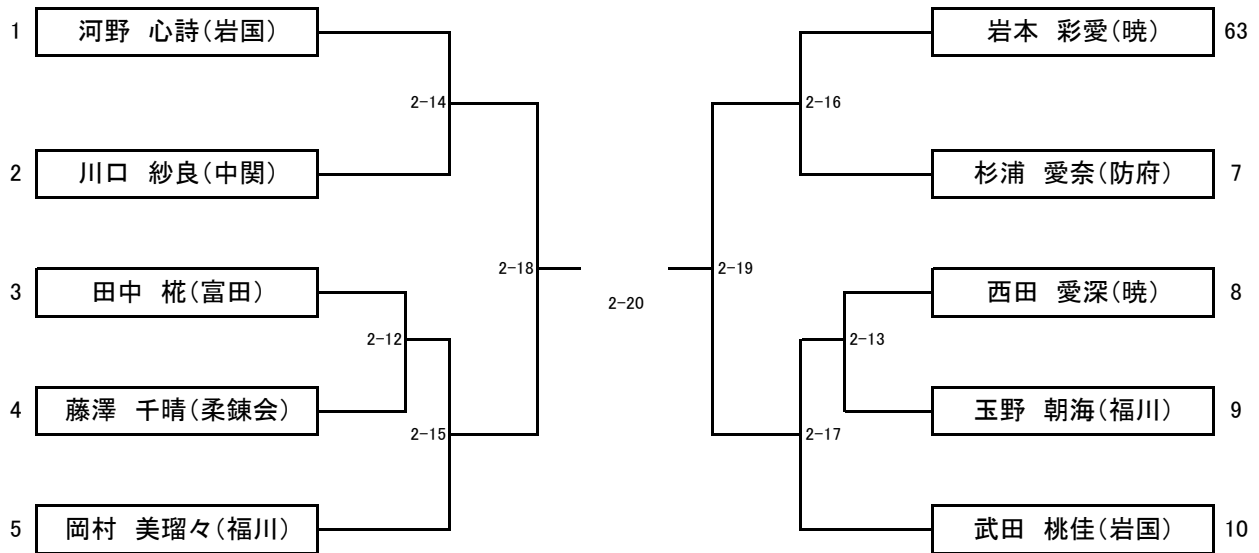 1 河野 心詩(岩国)
2-14
2 川口 紗良(中関)
2-18
3 田中 椛(富田)
2-12
4 藤澤 千晴(柔錬会)
2-15
5 岡村 美瑠々(福川)
2-20
岩本 彩愛(暁) 63
2-16
杉浦 愛奈(防府) 7
2-19
西田 愛深(暁) 8
2-13
玉野 朝海(福川) 9
2-17
武田 桃佳(岩国) 10